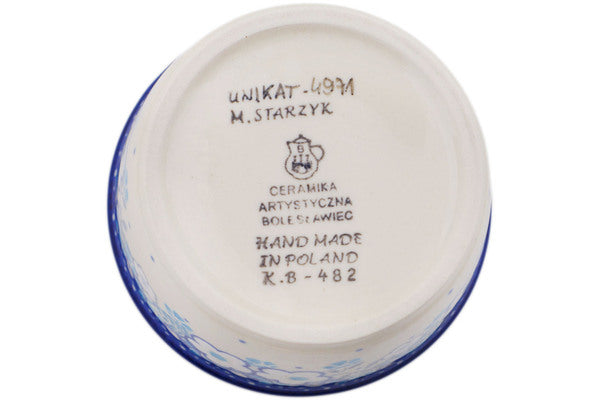 UNIKAT-4971
M. STARZYK
B
CERAMIKA
ARTYSTYCZNA
BOLESŁAWIEC
HAND MADE
IN POLAND
K.B - 482